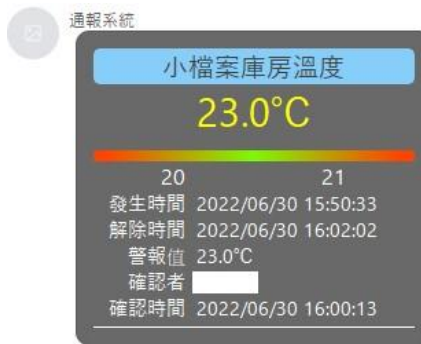 通報系統
小檔案庫房溫度
23.0°C
20 21
發生時間 2022/06/30 15:50:33
解除時間 2022/06/30 16:02:02
警報值 23.0°C
確認者
確認時間 2022/06/30 16:00:13